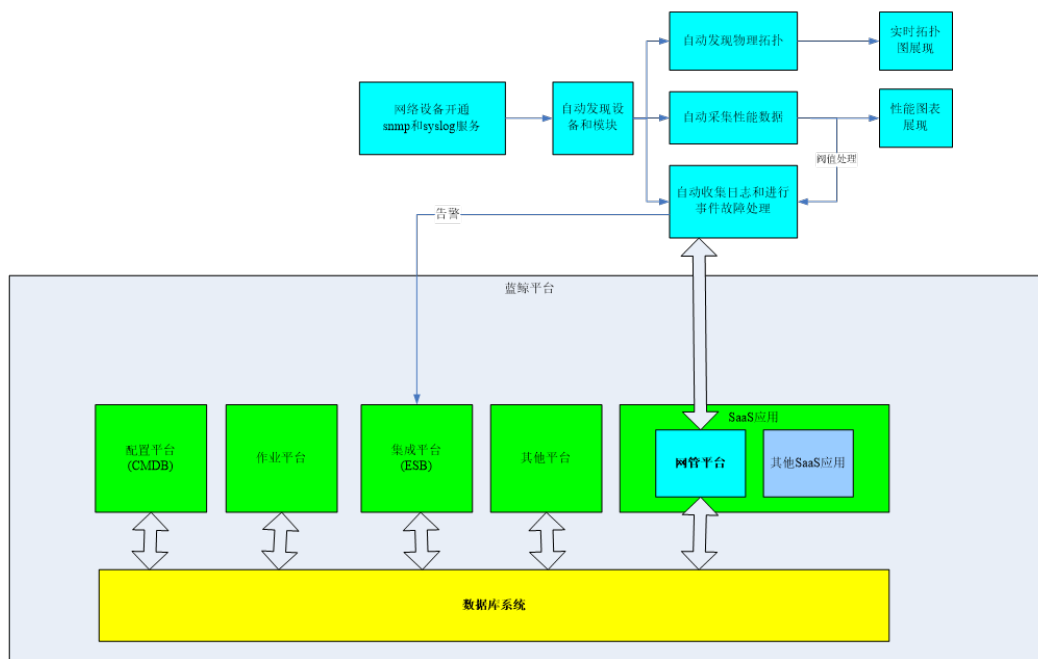 自动发现物理拓扑
实时拓扑
图展现
网络设备开通
snmp和syslog服务
自动发现设
备和模块
自动采集性能数据
性能图表
展现
阀值处理
自动收集日志和进行
事件故障处理
告警
蓝鲸平台
配置平台
(CMDB)
作业平台
集成平台
(ESB)
其他平台
SaaS应用
网管平台
其他SaaS应用
数据库系统